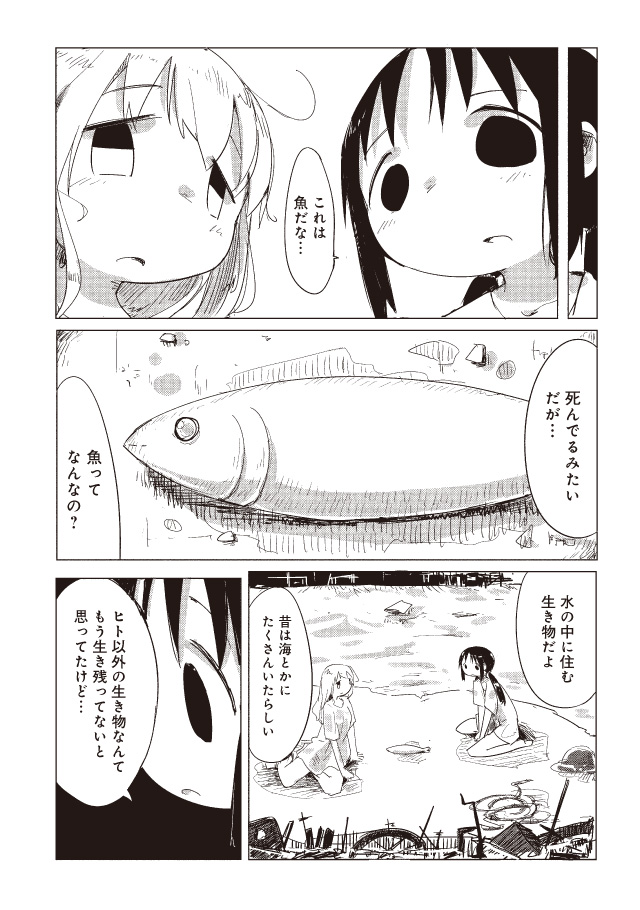 これは
魚だな…
死んでるみたい
だが…
魚って
なんなの?
水の中に住む
生き物だよ
昔は海とかに
たくさんいたらしい
ヒト以外の生き物なんて
もう生き残ってないと
思ってたけど…